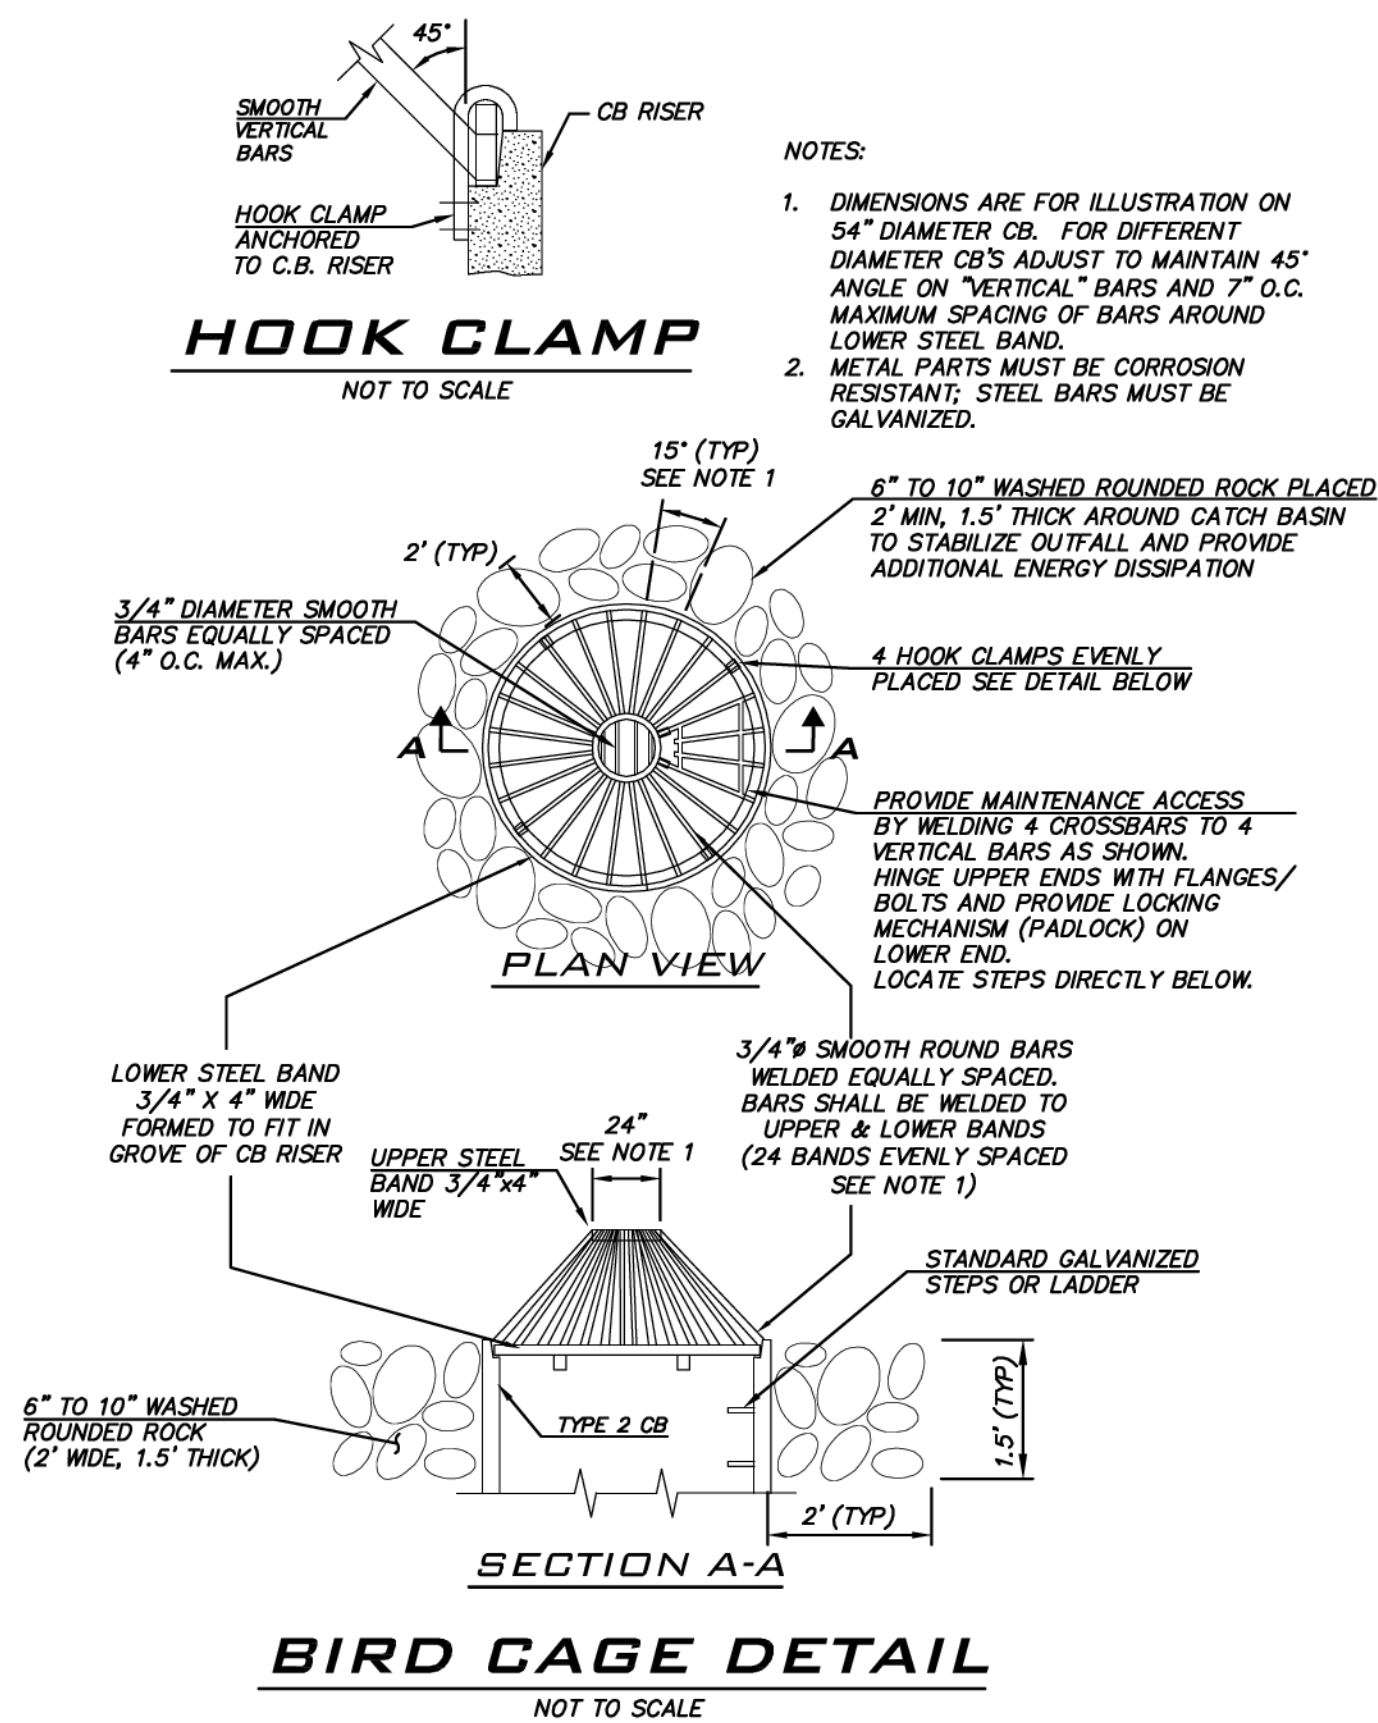 45°
SMOOTH
VERTICAL
BARS
CB RISER
HOOK CLAMP
ANCHORED
TO C.B. RISER
HOOK CLAMP
NOT TO SCALE
NOTES:
1. DIMENSIONS ARE FOR ILLUSTRATION ON
54" DIAMETER CB. FOR DIFFERENT
DIAMETER CB'S ADJUST TO MAINTAIN 45°
ANGLE ON "VERTICAL" BARS AND 7" O.C.
MAXIMUM SPACING OF BARS AROUND
LOWER STEEL BAND.
2. METAL PARTS MUST BE CORROSION
RESISTANT; STEEL BARS MUST BE
GALVANIZED.
15° (TYP)
SEE NOTE 1
6" TO 10" WASHED ROUNDED ROCK PLACED
2' MIN, 1.5' THICK AROUND CATCH BASIN
TO STABILIZE OUTFALL AND PROVIDE
ADDITIONAL ENERGY DISSIPATION
2' (TYP)
3/4" DIAMETER SMOOTH
BARS EQUALLY SPACED
(4" O.C. MAX.)
4 HOOK CLAMPS EVENLY
PLACED SEE DETAIL BELOW
A
A
PROVIDE MAINTENANCE ACCESS
BY WELDING 4 CROSSBARS TO 4
VERTICAL BARS AS SHOWN.
HINGE UPPER ENDS WITH FLANGES/
BOLTS AND PROVIDE LOCKING
MECHANISM (PADLOCK) ON
LOWER END.
LOCATE STEPS DIRECTLY BELOW.
PLAN VIEW
LOWER STEEL BAND
3/4" X 4" WIDE
FORMED TO FIT IN
GROVE OF CB RISER
3/4"ø SMOOTH ROUND BARS
WELDED EQUALLY SPACED.
BARS SHALL BE WELDED TO
UPPER & LOWER BANDS
(24 BANDS EVENLY SPACED
SEE NOTE 1)
24"
SEE NOTE 1
UPPER STEEL
BAND 3/4"x4"
WIDE
STANDARD GALVANIZED
STEPS OR LADDER
6" TO 10" WASHED
ROUNDED ROCK
(2' WIDE, 1.5' THICK)
TYPE 2 CB
1.5' (TYP)
2' (TYP)
SECTION A-A
BIRD CAGE DETAIL
NOT TO SCALE